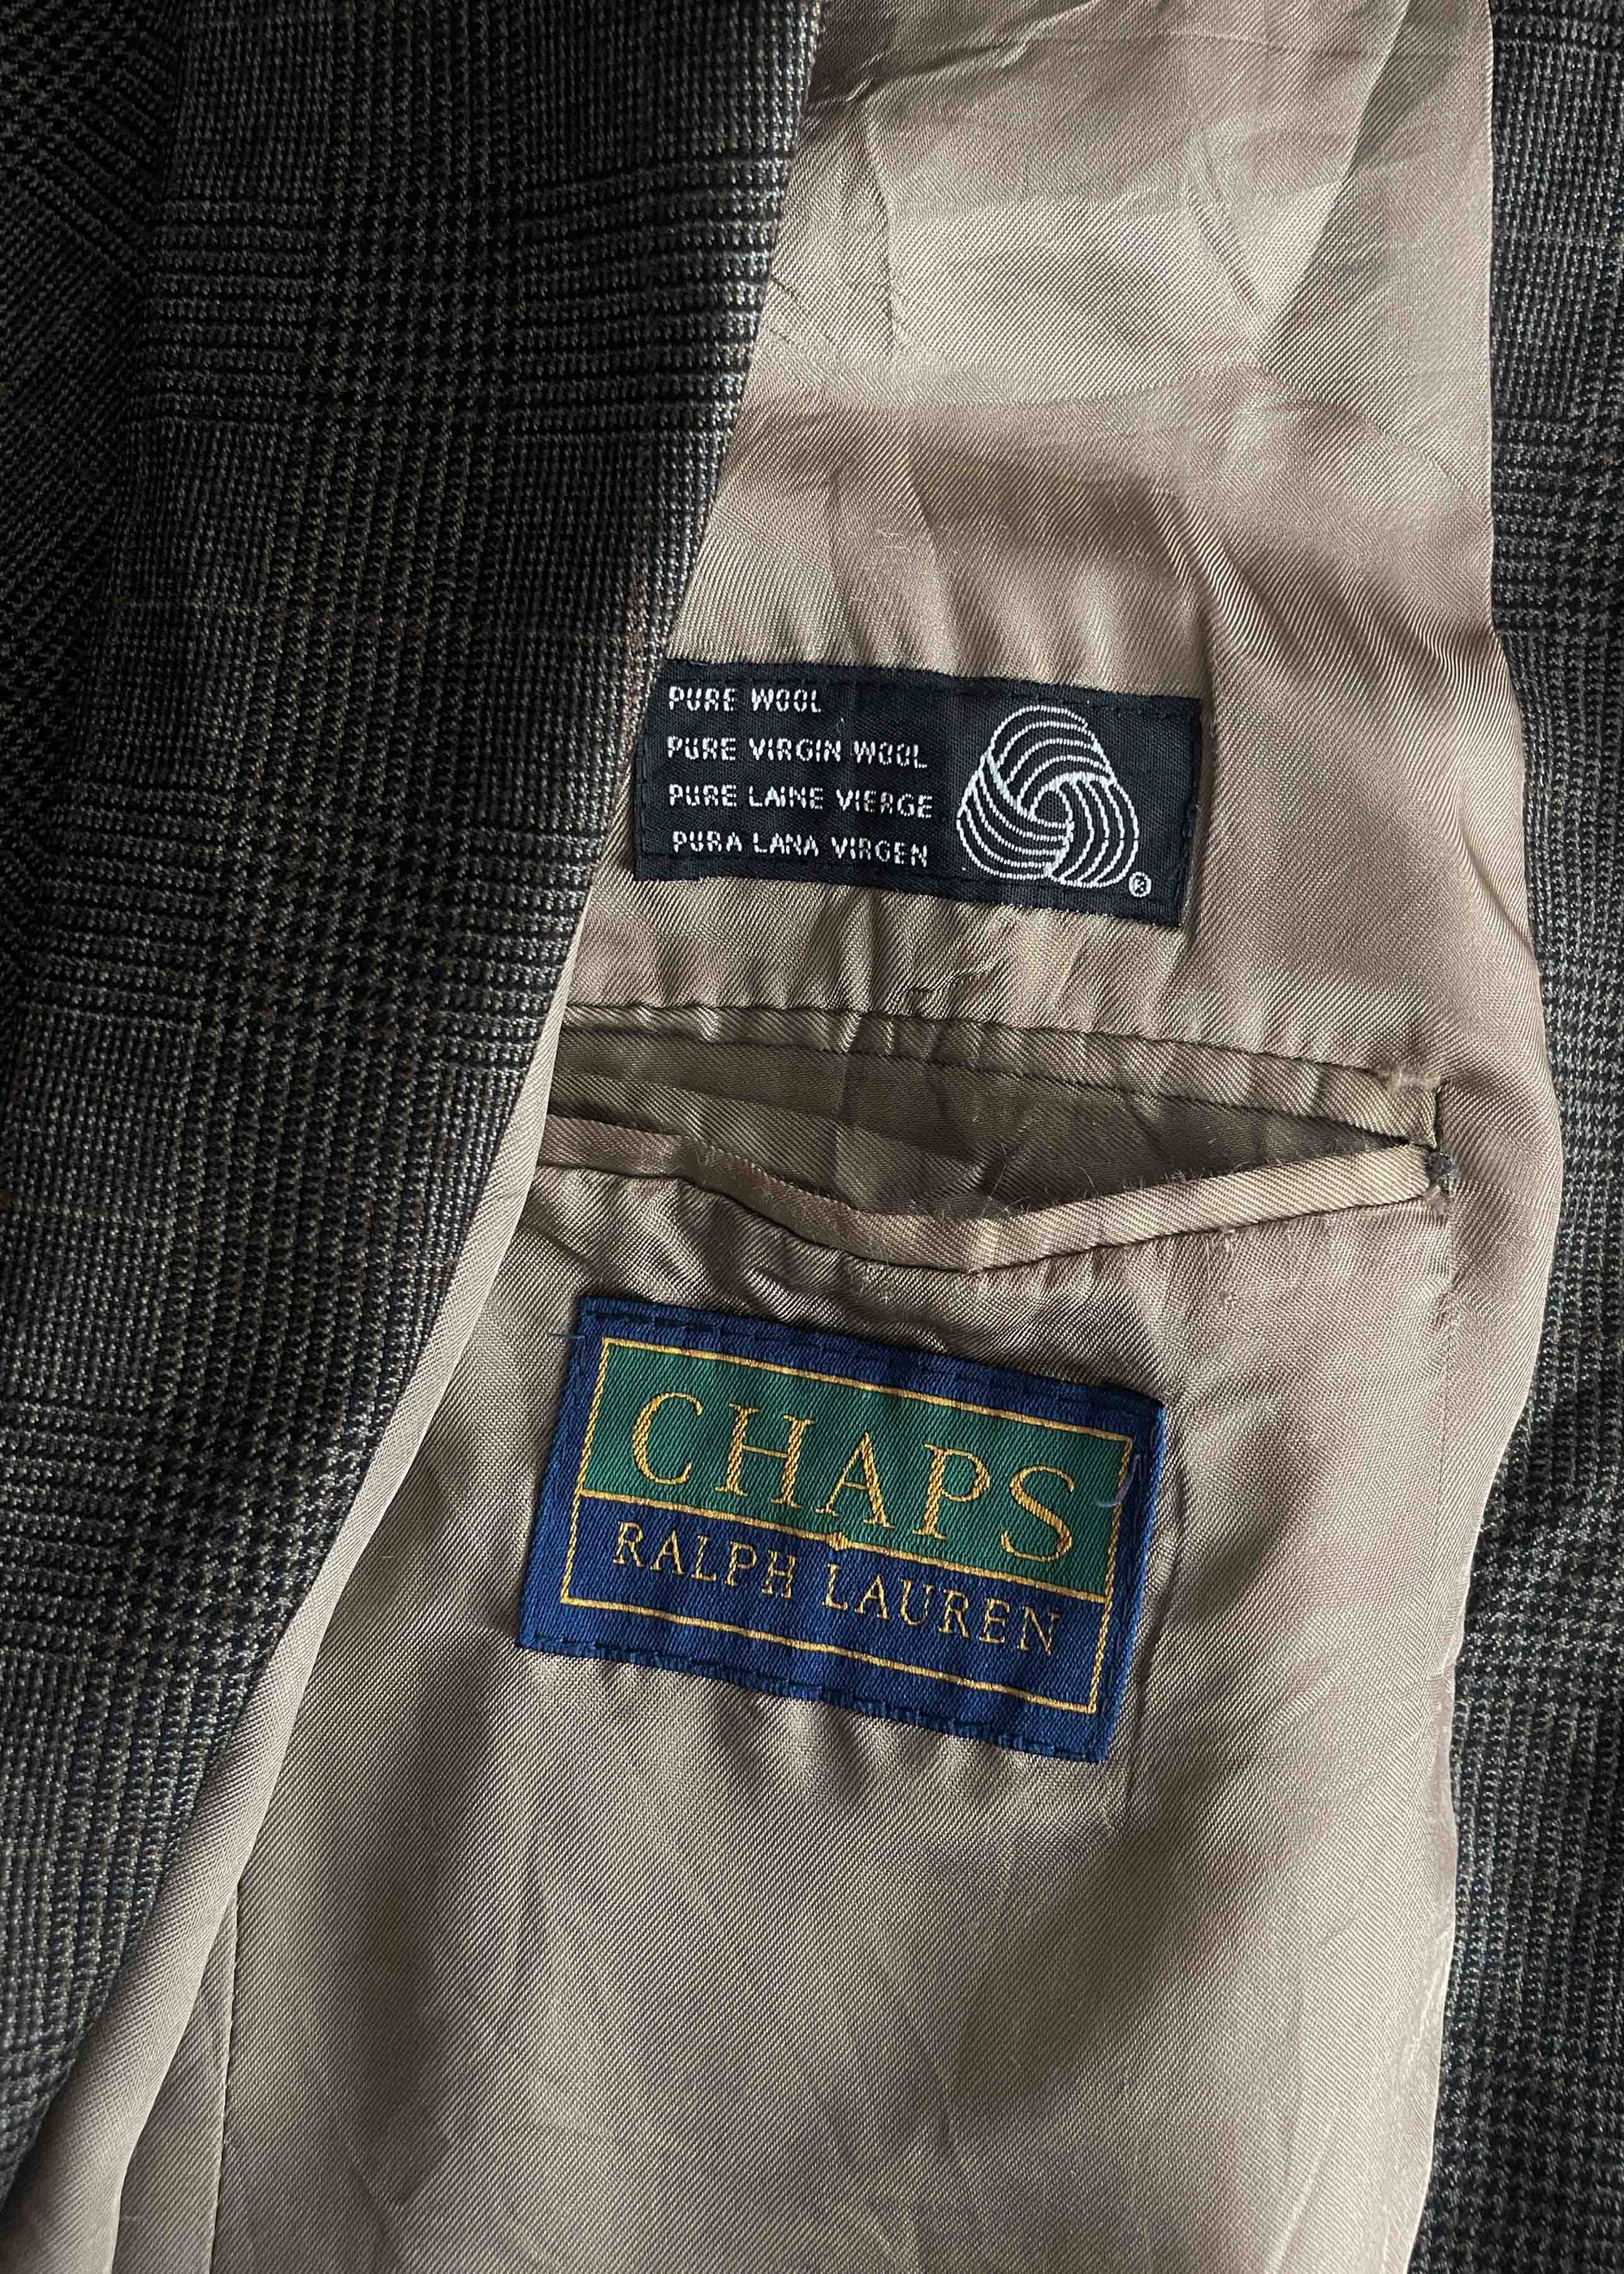 PURE WOOL
PURE VIRGIN WOOL
PURE LAINE VIERGE
PURA LANA VIRGEN
®
CHAPS
RALPH LAUREN